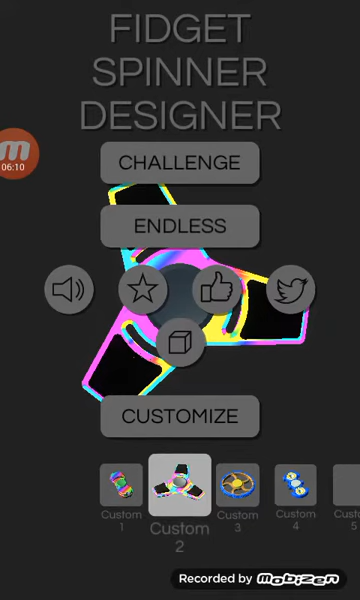 FIDGET
SPINNER
DESIGNER
m
06:10
CHALLENGE
ENDLESS
CUSTOMIZE
Custom
1
Custom
2
Custom
3
Custom
4
Custo
5
Recorded by Mobizen